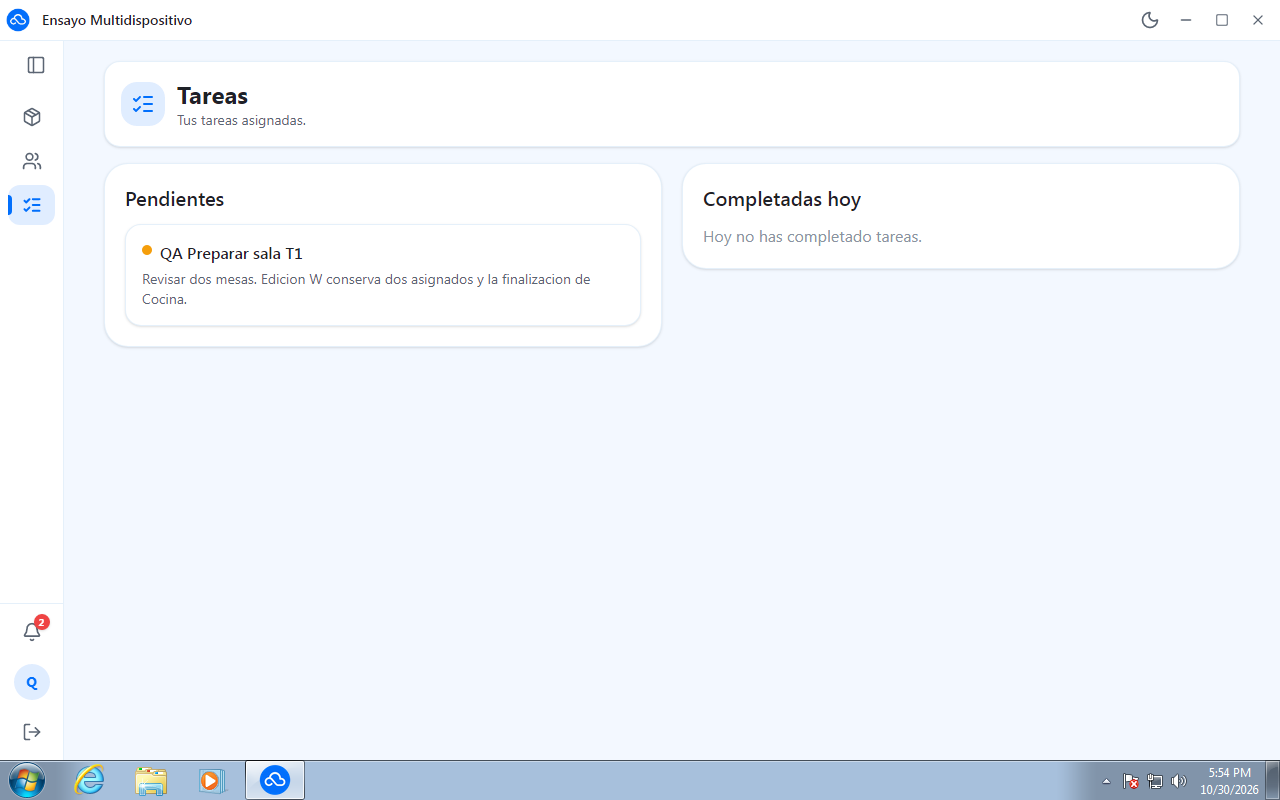 Ensayo Multidispositivo
Tareas
Tus tareas asignadas.
Pendientes
QA Preparar sala T1
Revisar dos mesas. Edicion W conserva dos asignados y la finalizacion de
Cocina.
Completadas hoy
Hoy no has completado tareas.
2
Q
5:54 PM
10/30/2026